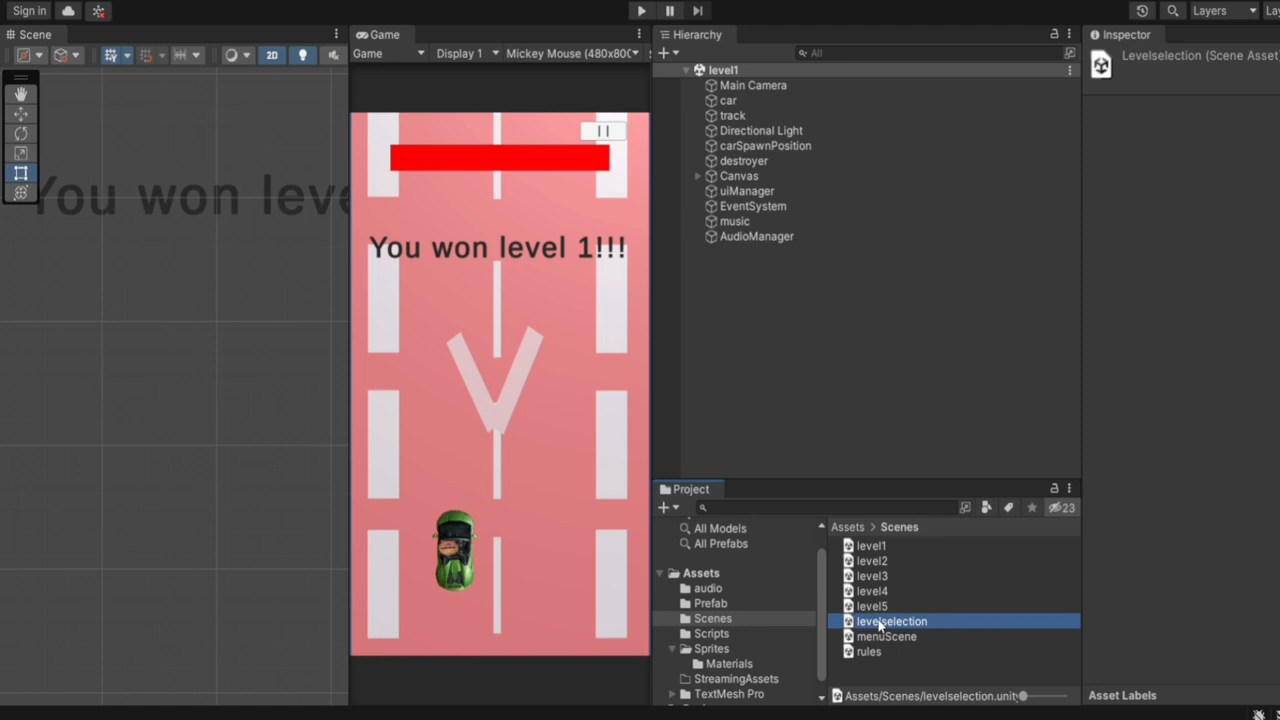 Sign in
Layers
Lay
Scene
Game
Hierarchy
Inspector
Game
Display 1
Mickey Mouse (480x80(
All
Levelselection (Scene Asset
2D
level1
Main Camera
car
track
Directional Light
carSpawnPosition
destroyer
Canvas
uiManager
EventSystem
music
AudioManager
You won leve
You won level 1!!!
Project
23
All Models
All Prefabs
Assets
audio
Prefab
Scenes
Scripts
Sprites
Materials
StreamingAssets
TextMesh Pro
Assets
Scenes
level1
level2
level3
level4
level5
levelselection
menuScene
rules
Assets/Scenes/levelselection.unity
Asset Labels